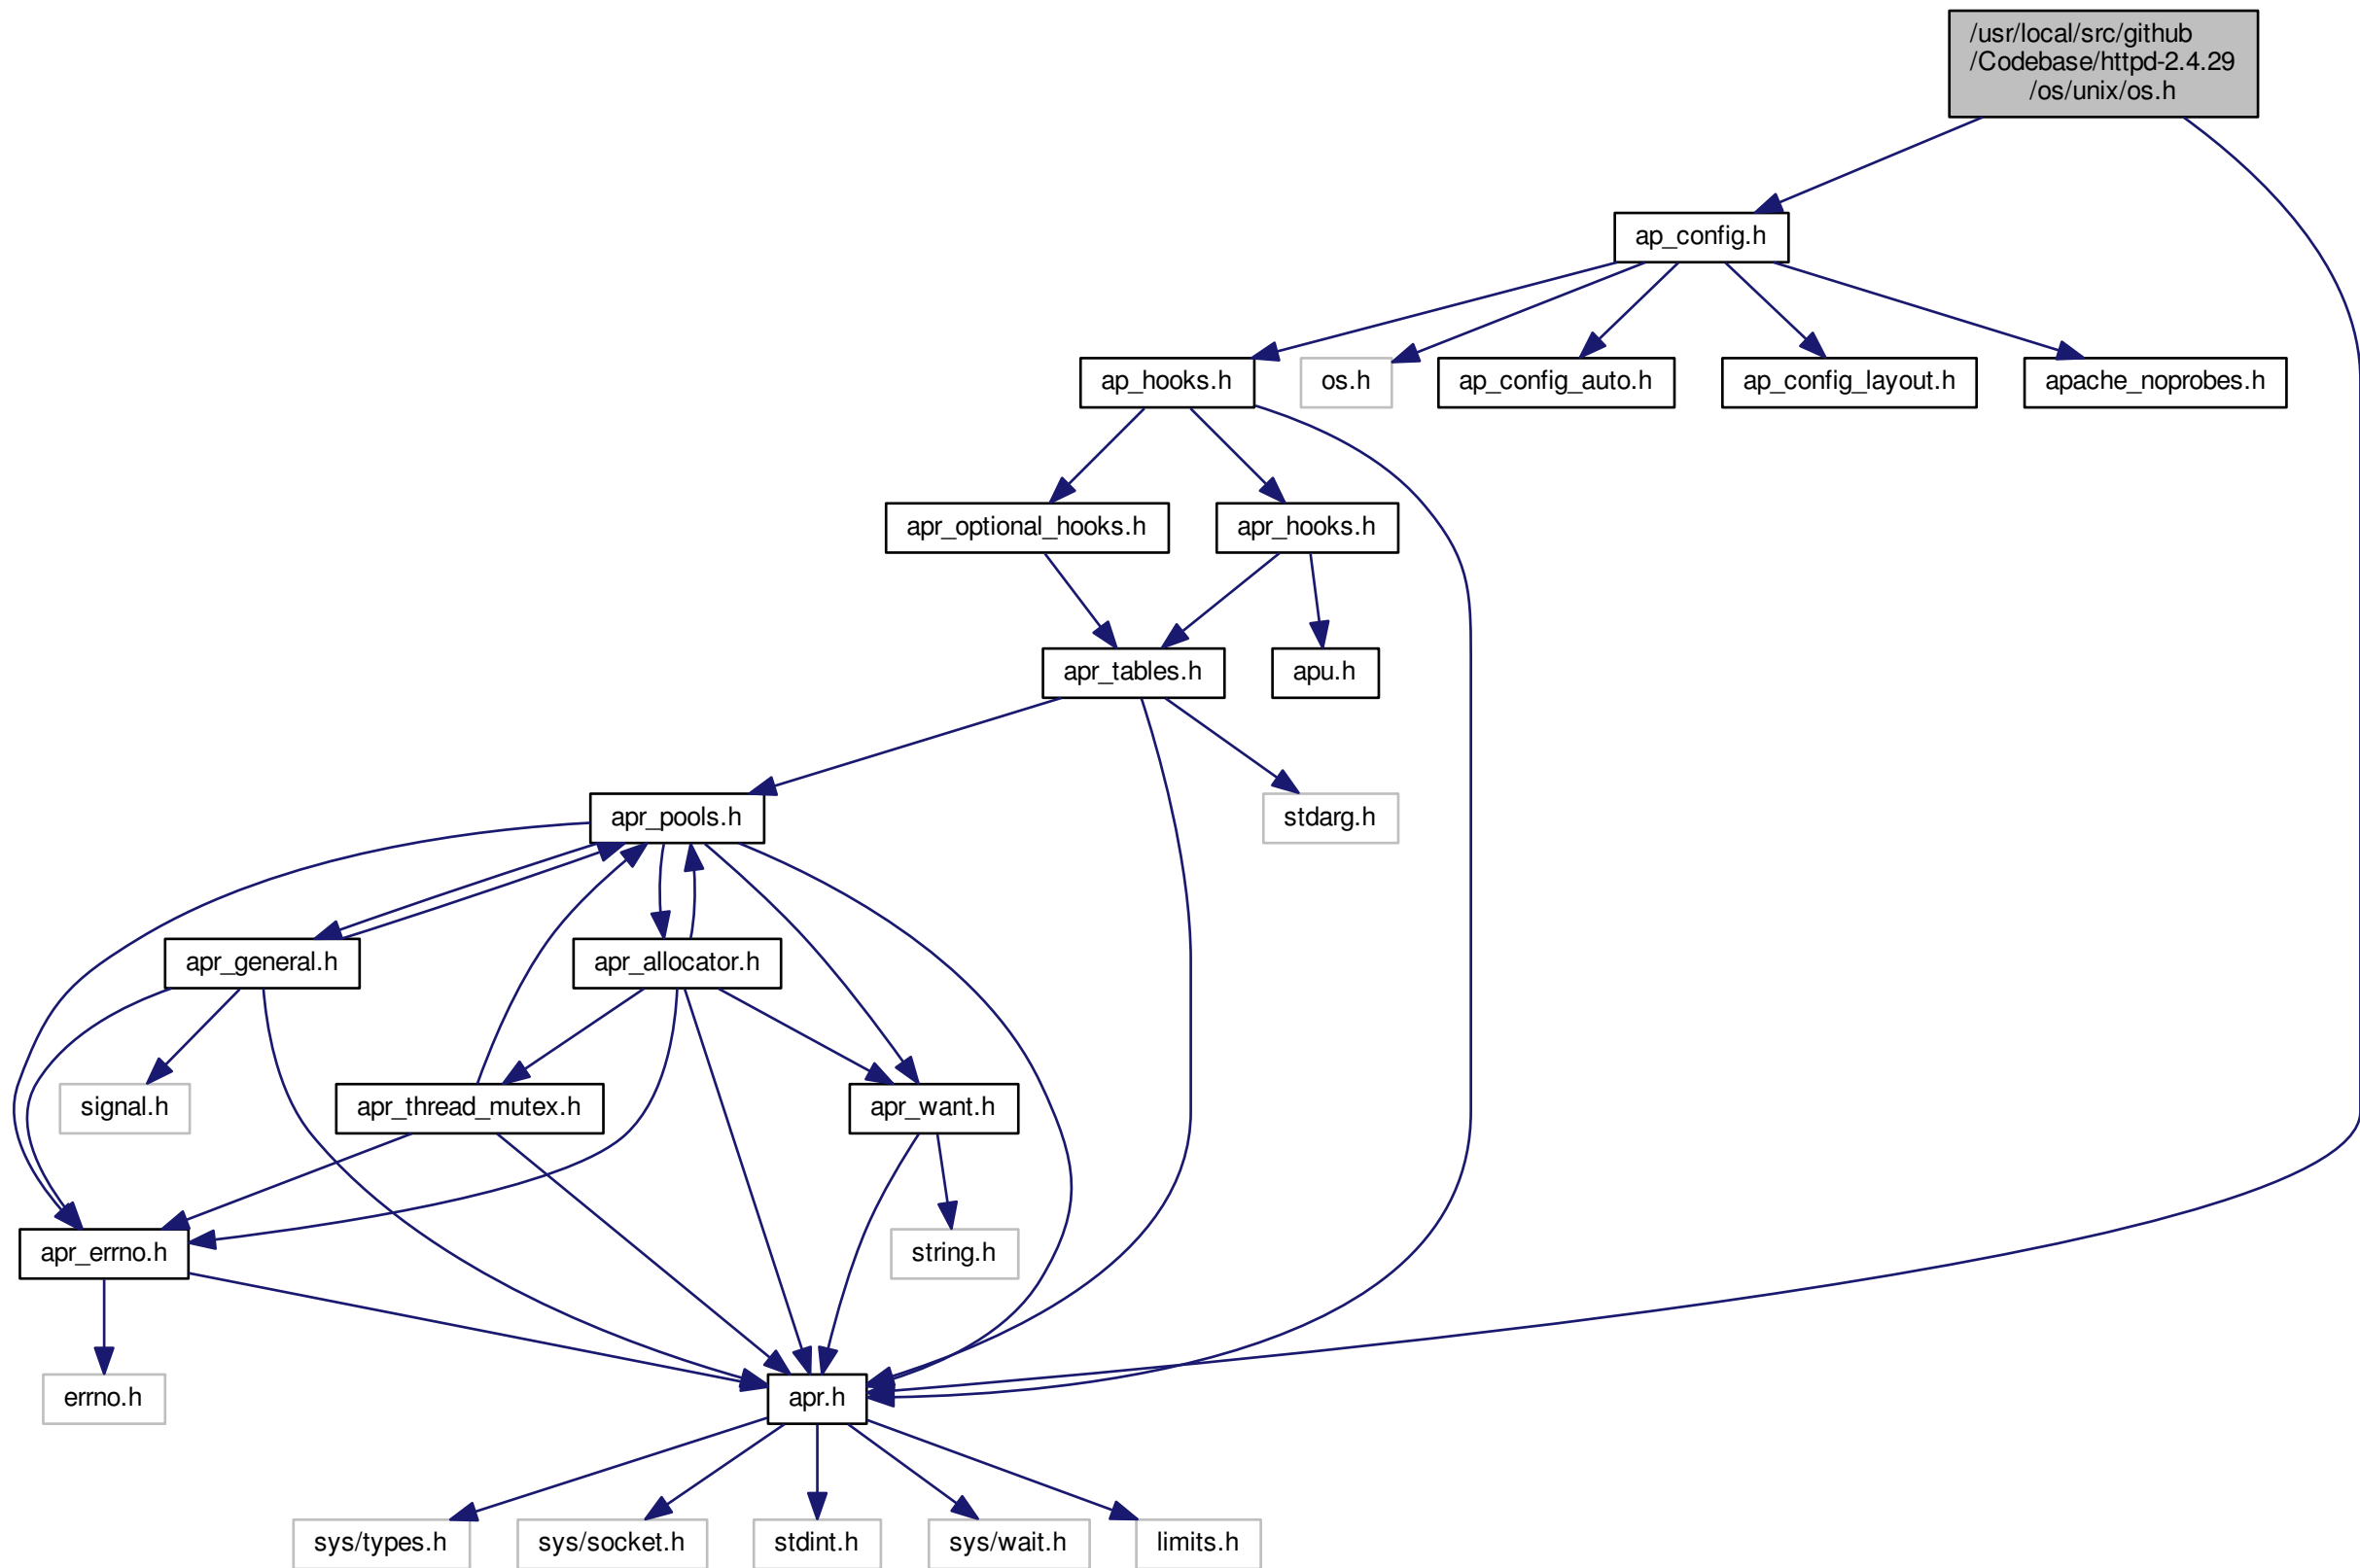 /usr/local/src/github
/Codebase/httpd-2.4.29
/os/unix/os.h
ap_config.h
ap_hooks.h
os.h
ap_config_auto.h
ap_config_layout.h
apache_noprobes.h
apr_optional_hooks.h
apr_hooks.h
apr_tables.h
apu.h
apr_pools.h
stdarg.h
apr_general.h
apr_allocator.h
signal.h
apr_thread_mutex.h
apr_want.h
apr_errno.h
string.h
errno.h
apr.h
sys/types.h
sys/socket.h
stdint.h
sys/wait.h
limits.h